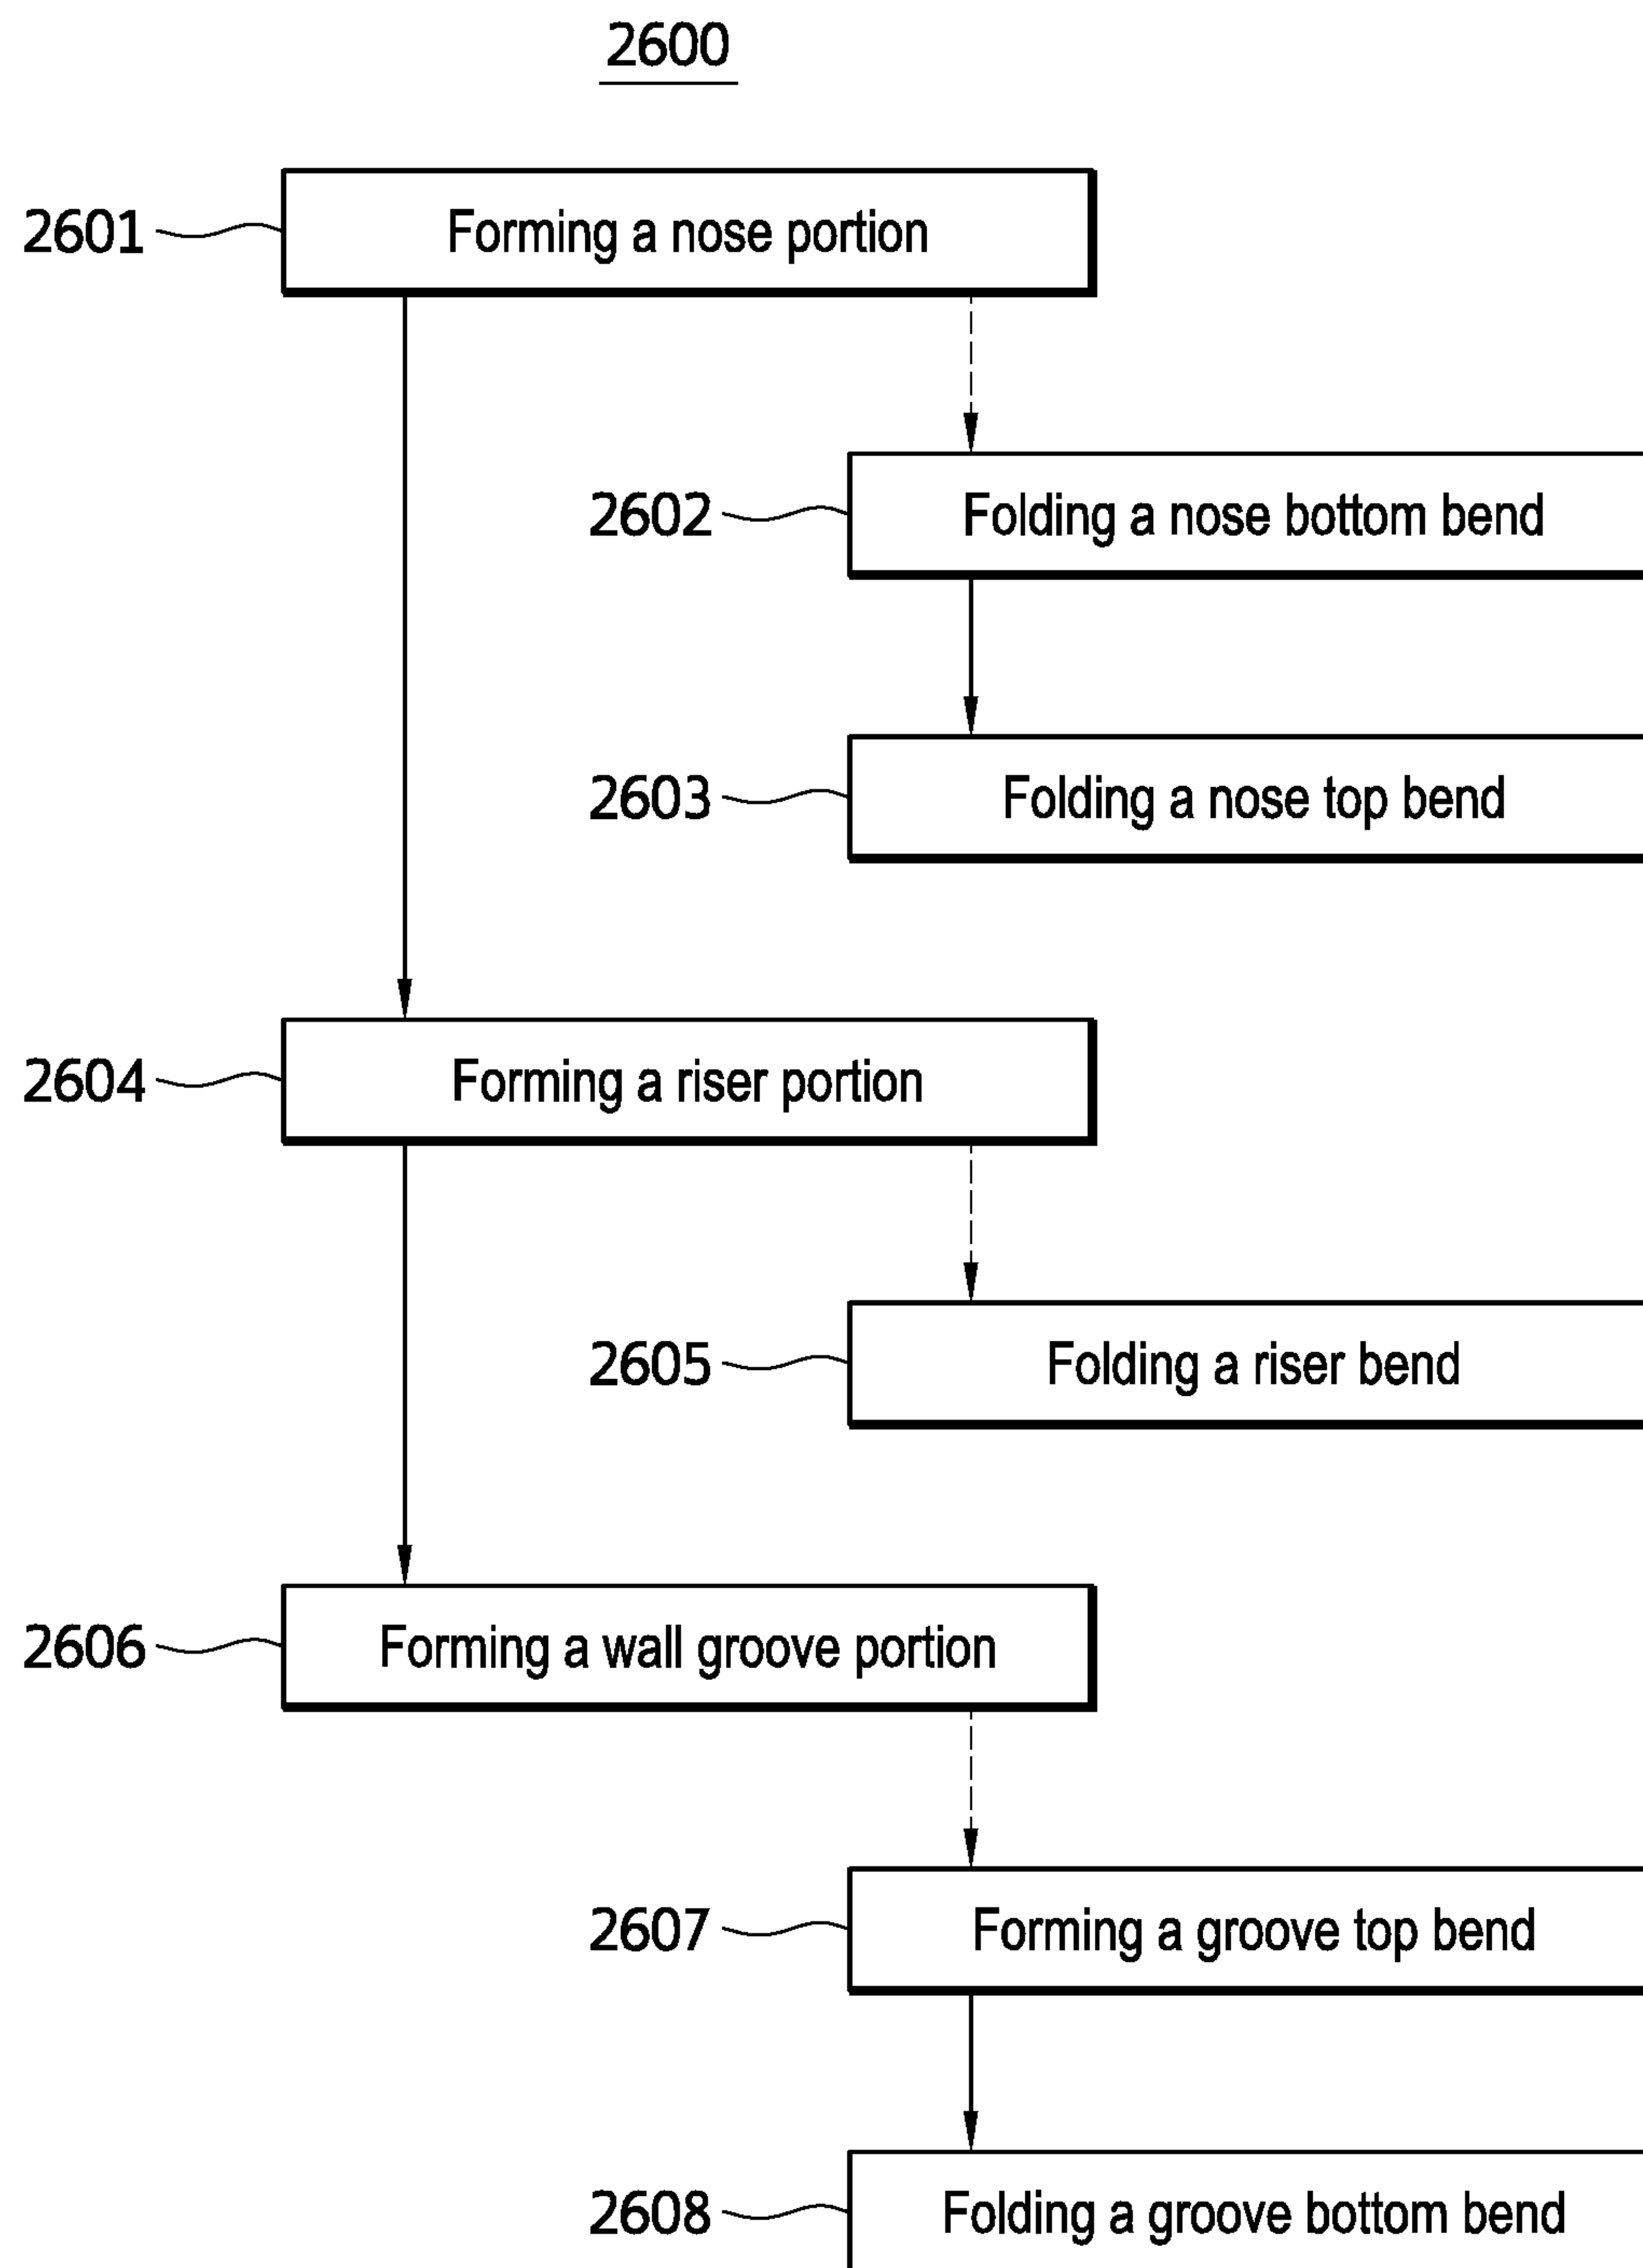 2600
2601 Forming a nose portion
2602 Folding a nose bottom bend
2603 Folding a nose top bend
2604 Forming a riser portion
2605 Folding a riser bend
2606 Forming a wall groove portion
2607 Forming a groove top bend
2608 Folding a groove bottom bend